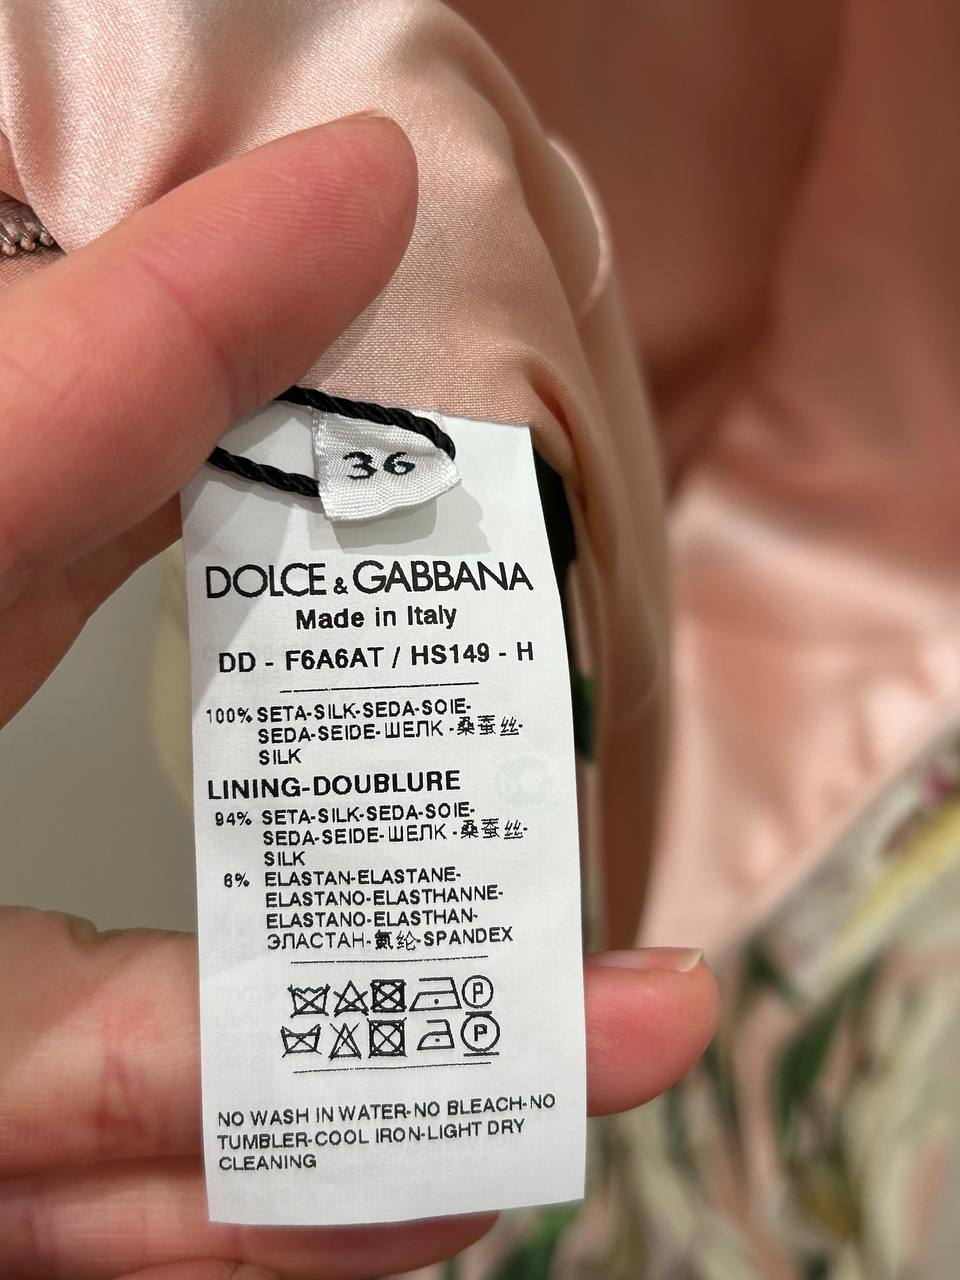 36
DOLCE & GABBANA
Made in Italy
DD - F6A6AT / HS149 - H
100% SETA-SILK-SEDA-SOIE-
SEDA-SEIDE-ШЕЛК-桑蚕丝-
SILK
LINING-DOUBLURE
94% SETA-SILK-SEDA-SOIE-
SEDA-SEIDE-ШЕЛК-桑蚕丝-
SILK
6% ELASTAN-ELASTANE-
ELASTANO-ELASTHANNE-
ELASTANO-ELASTHAN-
ЭЛАСТАН-氨纶-SPANDEX
P
P
NO WASH IN WATER-NO BLEACH-NO
TUMBLER-COOL IRON-LIGHT DRY
CLEANING